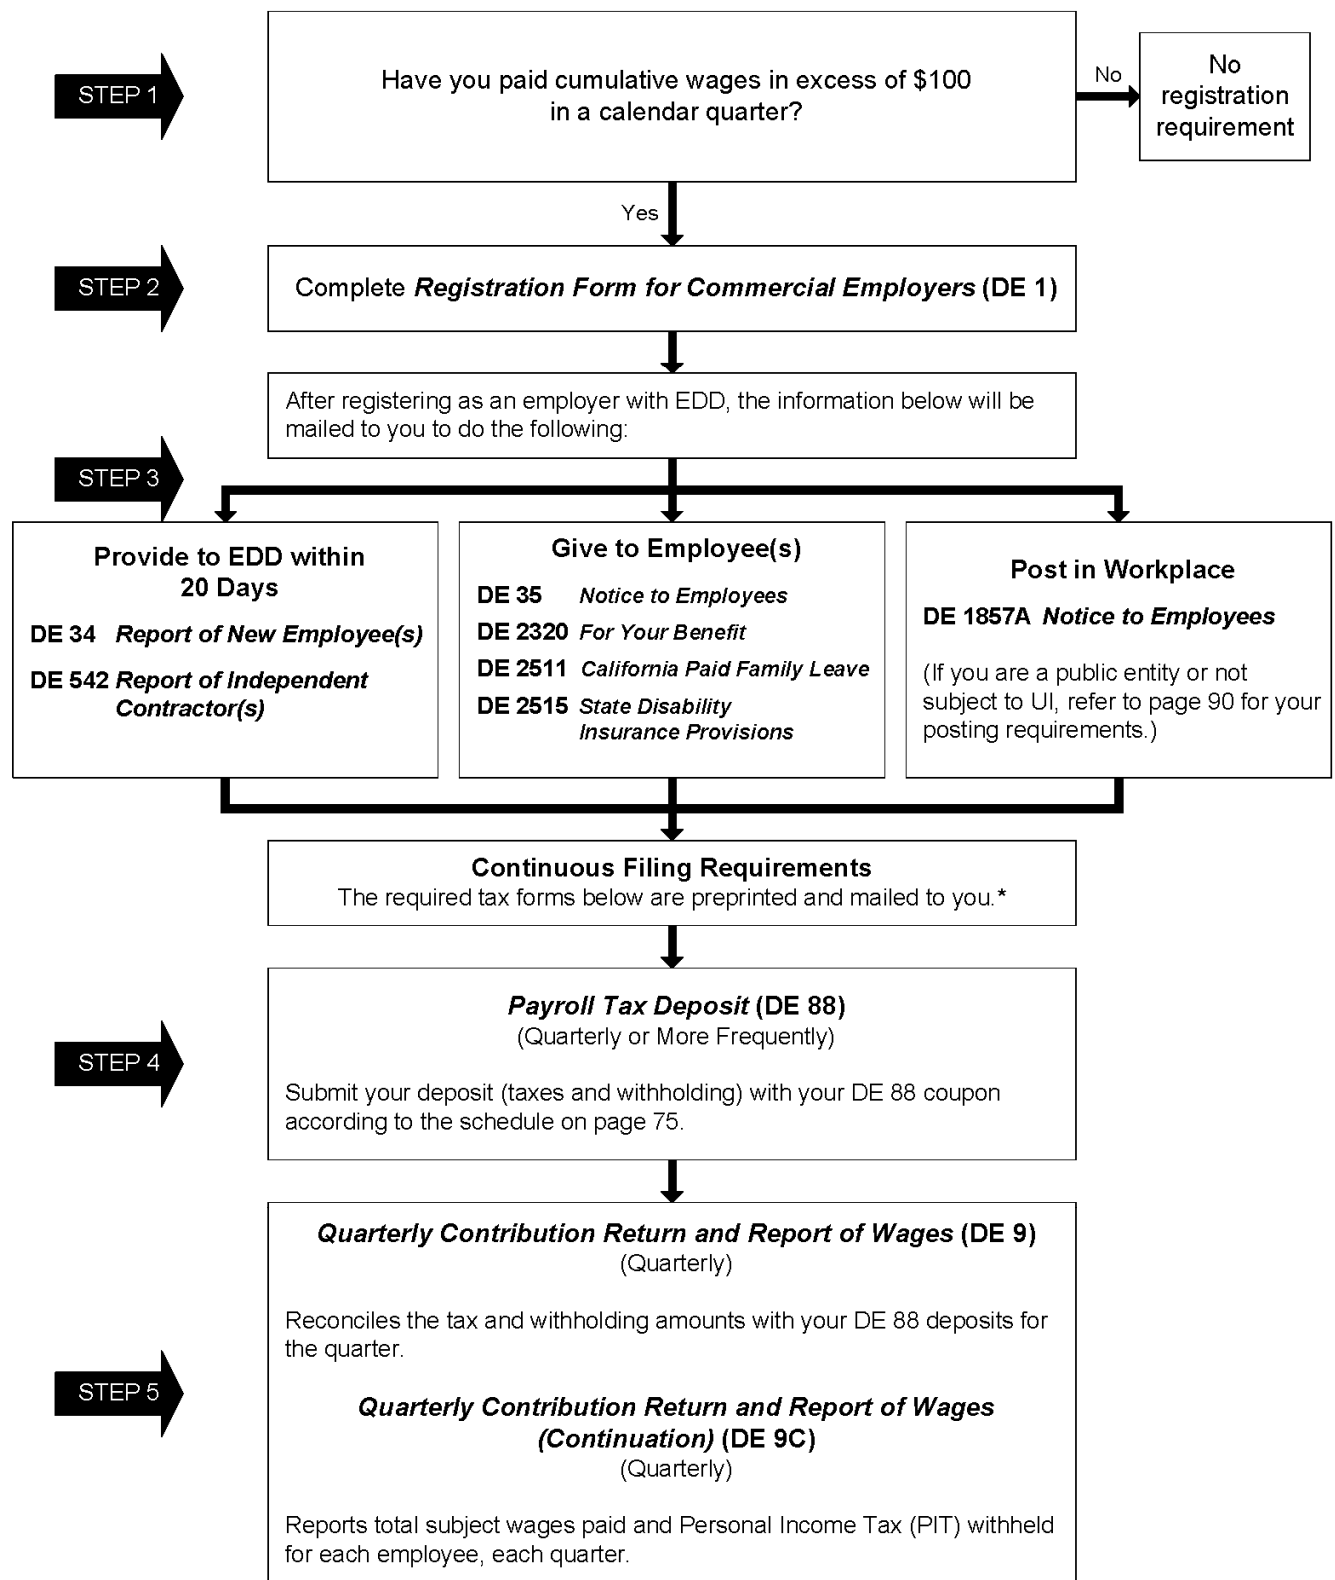 STEP 1
Have you paid cumulative wages in excess of $100
in a calendar quarter?
No
No
registration
requirement
Yes
STEP 2
Complete Registration Form for Commercial Employers (DE 1)
After registering as an employer with EDD, the information below will be
mailed to you to do the following:
STEP 3
Provide to EDD within
20 Days
DE 34 Report of New Employee(s)
DE 542 Report of Independent
Contractor(s)
Give to Employee(s)
DE 35 Notice to Employees
DE 2320 For Your Benefit
DE 2511 California Paid Family Leave
DE 2515 State Disability
Insurance Provisions
Post in Workplace
DE 1857A Notice to Employees
(If you are a public entity or not
subject to UI, refer to page 90 for your
posting requirements.)
Continuous Filing Requirements
The required tax forms below are preprinted and mailed to you.*
STEP 4
Payroll Tax Deposit (DE 88)
(Quarterly or More Frequently)
Submit your deposit (taxes and withholding) with your DE 88 coupon
according to the schedule on page 75.
STEP 5
Quarterly Contribution Return and Report of Wages (DE 9)
(Quarterly)
Reconciles the tax and withholding amounts with your DE 88 deposits for
the quarter.
Quarterly Contribution Return and Report of Wages
(Continuation) (DE 9C)
(Quarterly)
Reports total subject wages paid and Personal Income Tax (PIT) withheld
for each employee, each quarter.